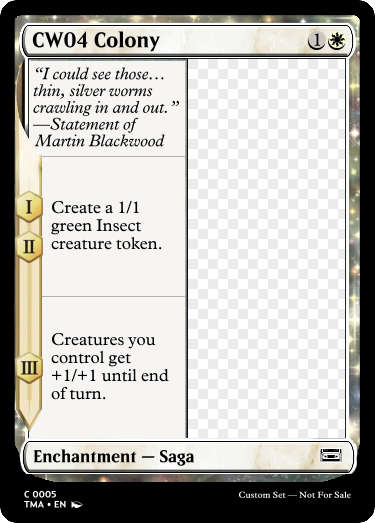 CW04 Colony 1
“I could see those…
thin, silver worms
crawling in and out.”
—Statement of
Martin Blackwood
I
II
Create a 1/1
green Insect
creature token.
III
Creatures you
control get
+1/+1 until end
of turn.
Enchantment — Saga
C 0005
TMA • EN
Custom Set — Not For Sale